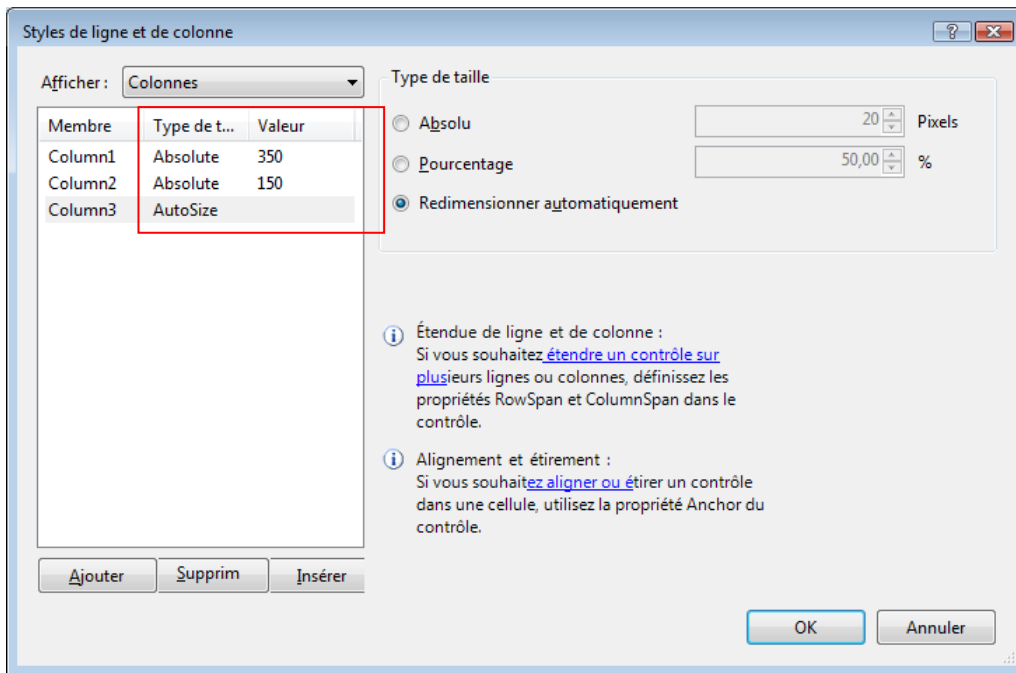 Styles de ligne et de colonne
Afficher : Colonnes
Membre Type de t... Valeur
Column1 Absolute 350
Column2 Absolute 150
Column3 AutoSize
Ajouter Supprim Insérer
Type de taille
Absolu 20 Pixels
Pourcentage 50,00 %
Redimensionner automatiquement
Étendue de ligne et de colonne :
Si vous souhaitez étendre un contrôle sur
plusieurs lignes ou colonnes, définissez les
propriétés RowSpan et ColumnSpan dans le
contrôle.
Alignement et étirement :
Si vous souhaitez aligner ou étirer un contrôle
dans une cellule, utilisez la propriété Anchor du
contrôle.
OK Annuler